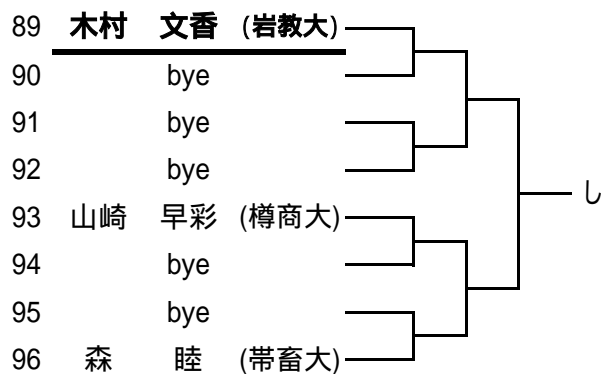 89 木村 文香 (岩教大)
90 bye
91 bye
92 bye
し
93 山崎 早彩 (樽商大)
94 bye
95 bye
96 森 睦 (帯畜大)